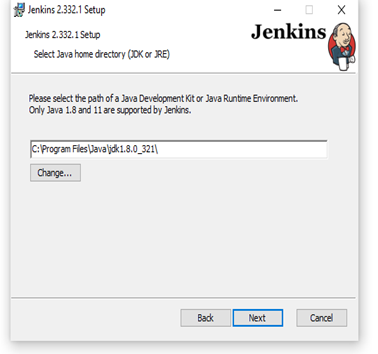 Jenkins 2.332.1 Setup
Jenkins 2.332.1 Setup
Jenkins
Select Java home directory (JDK or JRE)
Please select the path of a Java Development Kit or Java Runtime Environment.
Only Java 1.8 and 11 are supported by Jenkins.
C:\Program Files\Java\jdk1.8.0_321\
Change...
Back Next Cancel